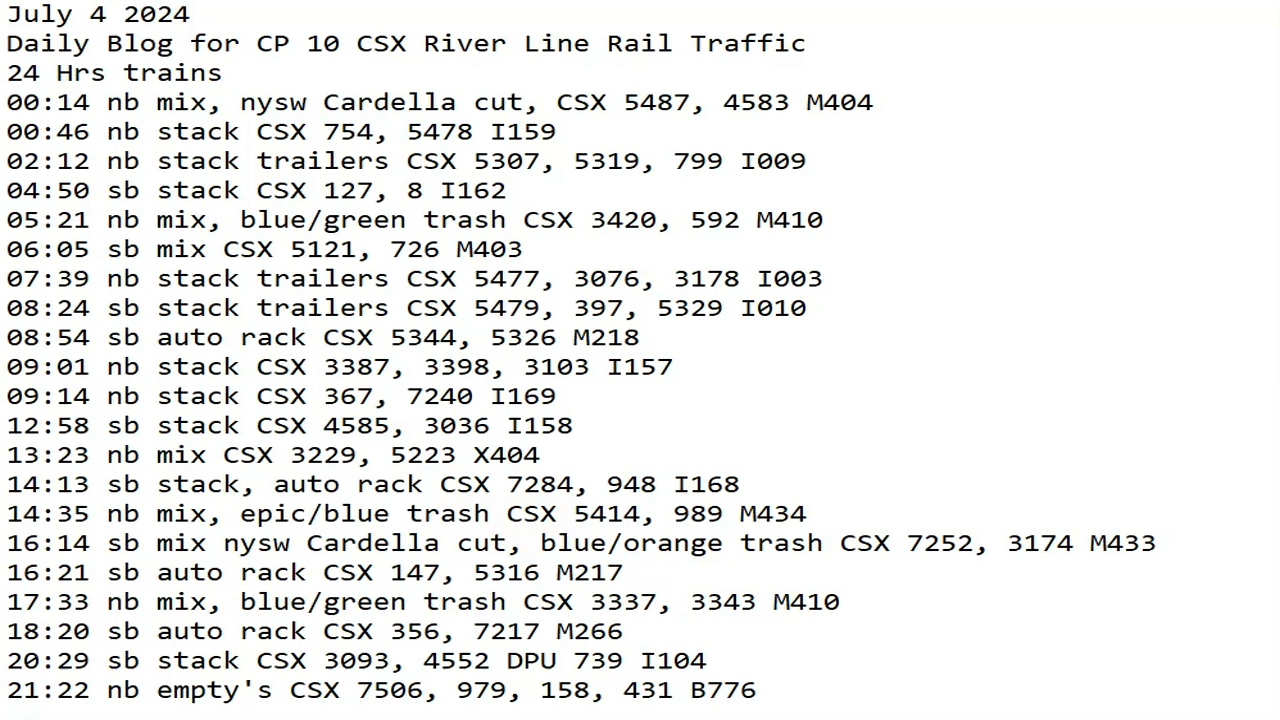 July 4 2024
Daily Blog for CP 10 CSX River Line Rail Traffic
24 Hrs trains
00:14 nb mix, nysw Cardella cut, CSX 5487, 4583 M404
00:46 nb stack CSX 754, 5478 I159
02:12 nb stack trailers CSX 5307, 5319, 799 I009
04:50 sb stack CSX 127, 8 I162
05:21 nb mix, blue/green trash CSX 3420, 592 M410
06:05 sb mix CSX 5121, 726 M403
07:39 nb stack trailers CSX 5477, 3076, 3178 I003
08:24 sb stack trailers CSX 5479, 397, 5329 I010
08:54 sb auto rack CSX 5344, 5326 M218
09:01 nb stack CSX 3387, 3398, 3103 I157
09:14 nb stack CSX 367, 7240 I169
12:58 sb stack CSX 4585, 3036 I158
13:23 nb mix CSX 3229, 5223 X404
14:13 sb stack, auto rack CSX 7284, 948 I168
14:35 nb mix, epic/blue trash CSX 5414, 989 M434
16:14 sb mix nysw Cardella cut, blue/orange trash CSX 7252, 3174 M433
16:21 sb auto rack CSX 147, 5316 M217
17:33 nb mix, blue/green trash CSX 3337, 3343 M410
18:20 sb auto rack CSX 356, 7217 M266
20:29 sb stack CSX 3093, 4552 DPU 739 I104
21:22 nb empty's CSX 7506, 979, 158, 431 B776